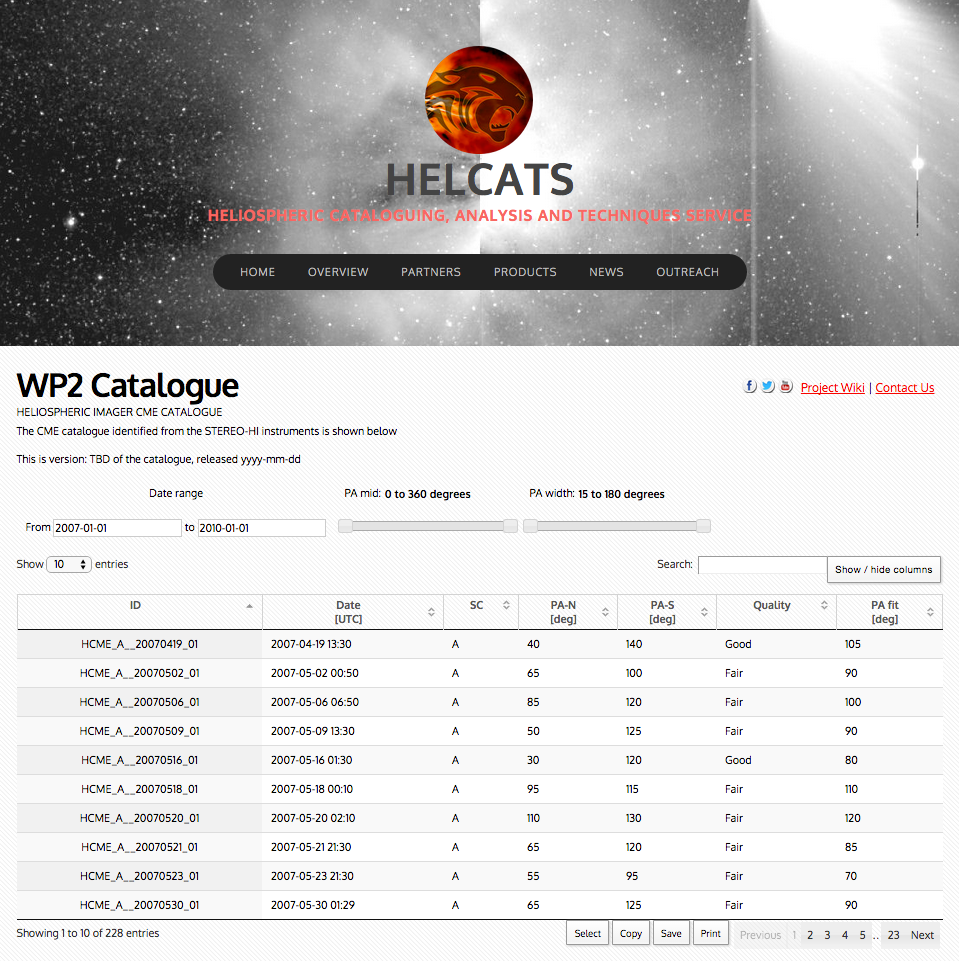 HELCATS
HELIOSPHERIC CATALOGUING, ANALYSIS AND TECHNIQUES SERVICE
HOME OVERVIEW PARTNERS PRODUCTS NEWS OUTREACH
WP2 Catalogue
Project Wiki | Contact Us
HELIOSPHERIC IMAGER CME CATALOGUE
The CME catalogue identified from the STEREO-HI instruments is shown below
This is version: TBD of the catalogue, released yyyy-mm-dd
Date range PA mid: 0 to 360 degrees PA width: 15 to 180 degrees
From 2007-01-01 to 2010-01-01
Show 10 entries Search: Show / hide columns
ID Date [UTC] SC PA-N [deg] PA-S [deg] Quality PA fit [deg]
HCME_A__20070419_01 2007-04-19 13:30 A 40 140 Good 105
HCME_A__20070502_01 2007-05-02 00:50 A 65 100 Fair 90
HCME_A__20070506_01 2007-05-06 06:50 A 85 120 Fair 100
HCME_A__20070509_01 2007-05-09 13:30 A 50 125 Fair 90
HCME_A__20070516_01 2007-05-16 01:30 A 30 120 Good 80
HCME_A__20070518_01 2007-05-18 00:10 A 95 115 Fair 110
HCME_A__20070520_01 2007-05-20 02:10 A 110 130 Fair 120
HCME_A__20070521_01 2007-05-21 21:30 A 65 120 Fair 85
HCME_A__20070523_01 2007-05-23 21:30 A 55 95 Fair 70
HCME_A__20070530_01 2007-05-30 01:29 A 65 125 Fair 90
Showing 1 to 10 of 228 entries Select Copy Save Print Previous 1 2 3 4 5 .. 23 Next